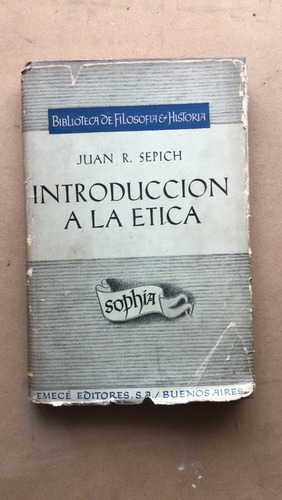 BIBLIOTECA DE FILOSOFIA & HISTORIA
JUAN R. SEPICH
INTRODUCCION
A LA ETICA
sophia
EMECÉ EDITORES, S.A./BUENOS AIRES